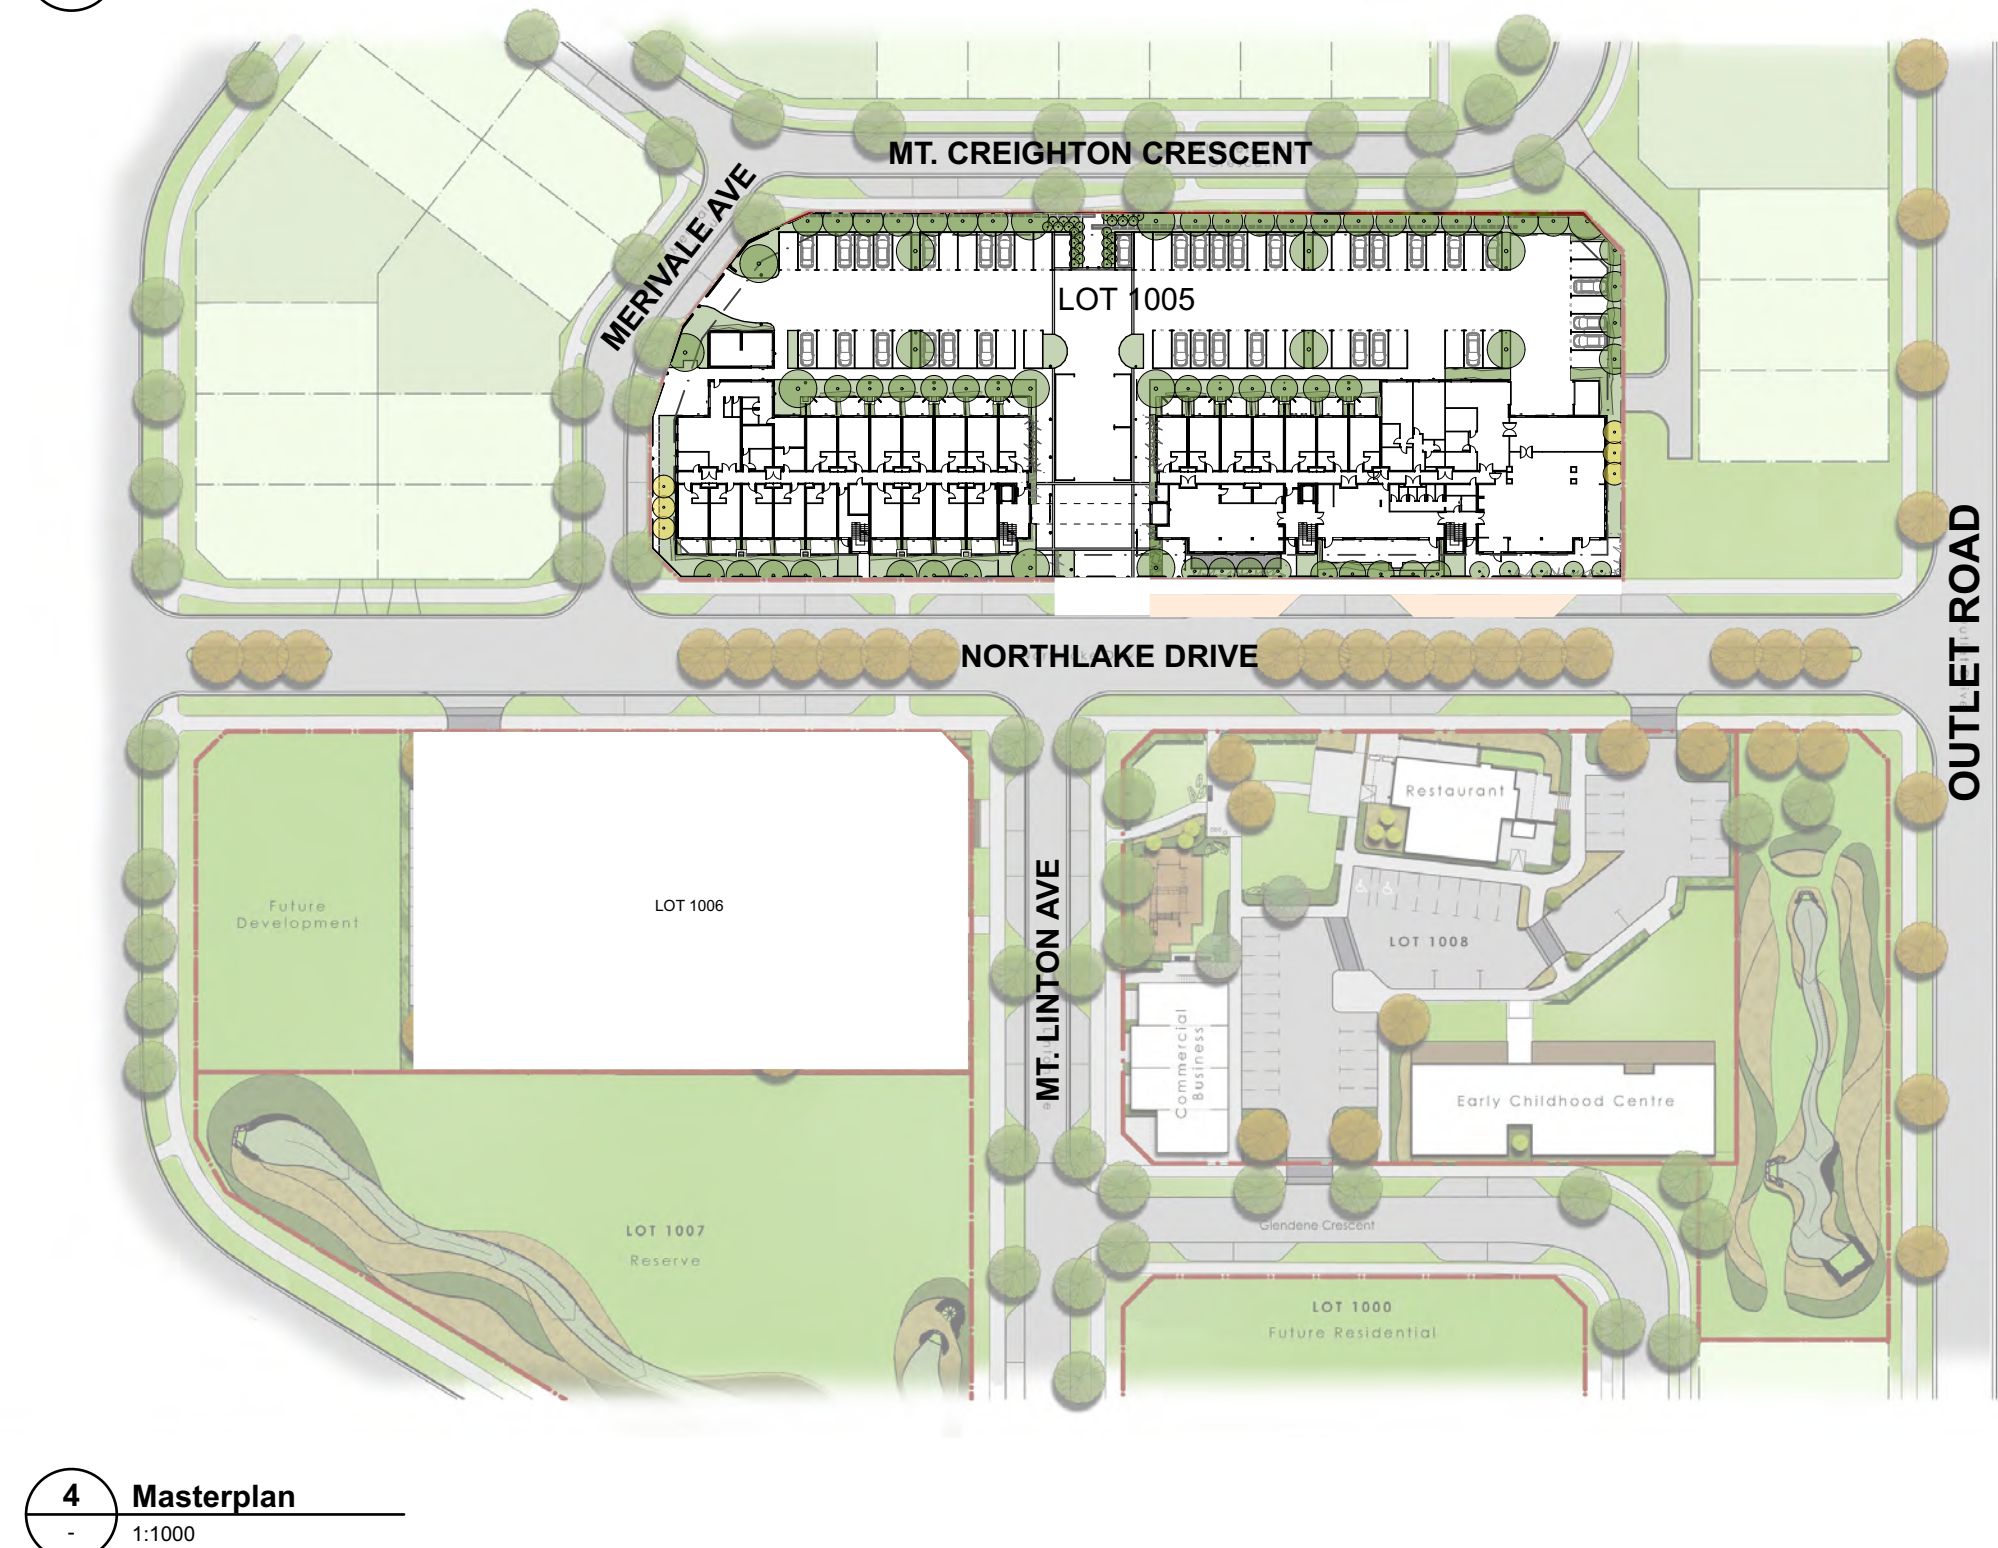 MT. CREIGHTON CRESCENT
MERIVALE AVE
LOT 1005
NORTHLAKE DRIVE
OUTLET ROAD
Restaurant
Future
Development
LOT 1006
MT. LINTON AVE
LOT 1008
Commercial
Business
Early Childhood Centre
LOT 1007
Reserve
Glendene Crescent
LOT 1000
Future Residential
4
Masterplan
-
1:1000